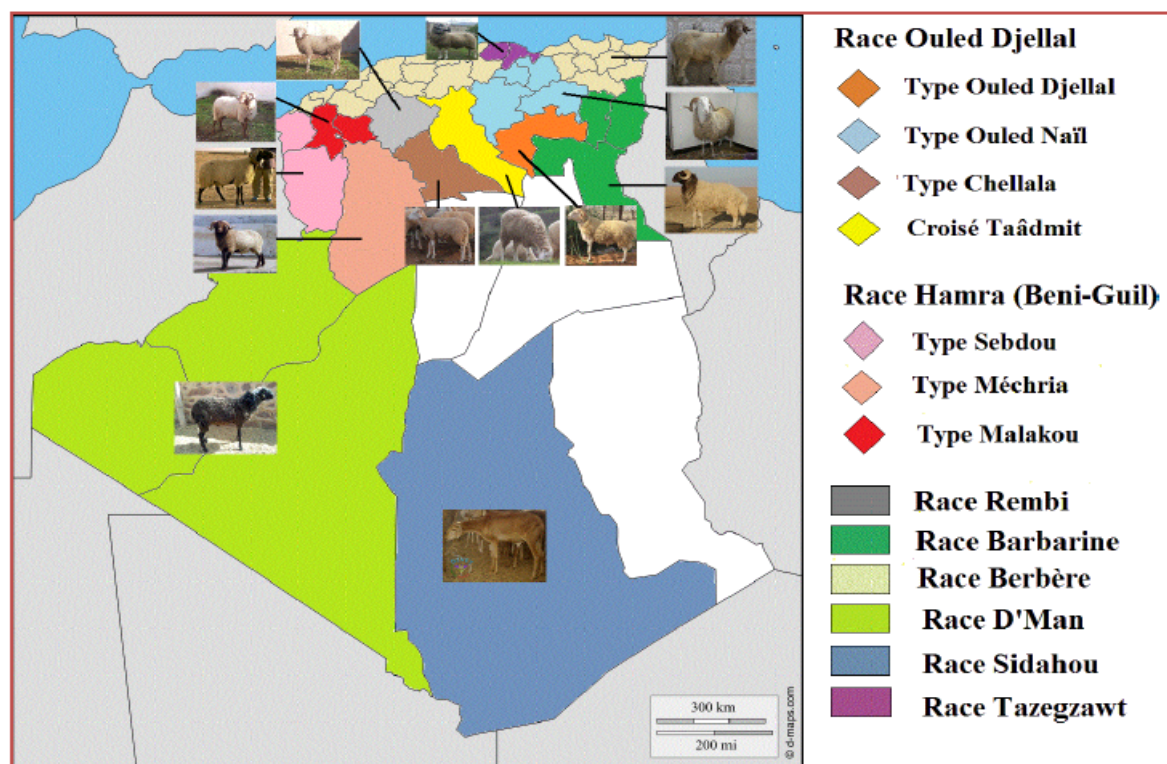 Race Ouled Djellal
Type Ouled Djellal
Type Ouled Naïl
Type Chellala
Croisé Taâdmit
Race Hamra (Beni-Guil)
Type Sebdou
Type Méchria
Type Malakou
Race Rembi
Race Barbarine
Race Berbère
Race D'Man
Race Sidahou
Race Tazegzawt
300 km
200 mi
© d-maps.com